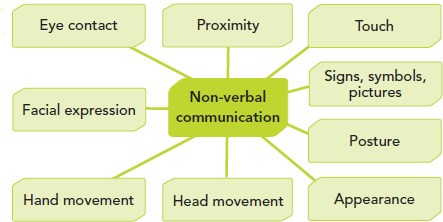 Eye contact
Proximity
Touch
Signs, symbols,
pictures
Non-verbal
communication
Facial expression
Posture
Hand movement
Head movement
Appearance